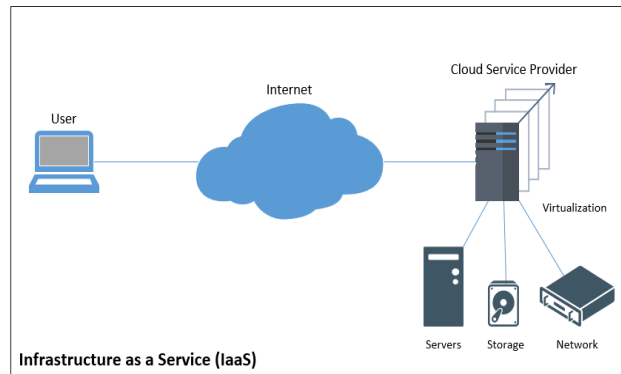 Cloud Service Provider
Internet
User
Virtualization
Servers
Storage
Network
Infrastructure as a Service (IaaS)